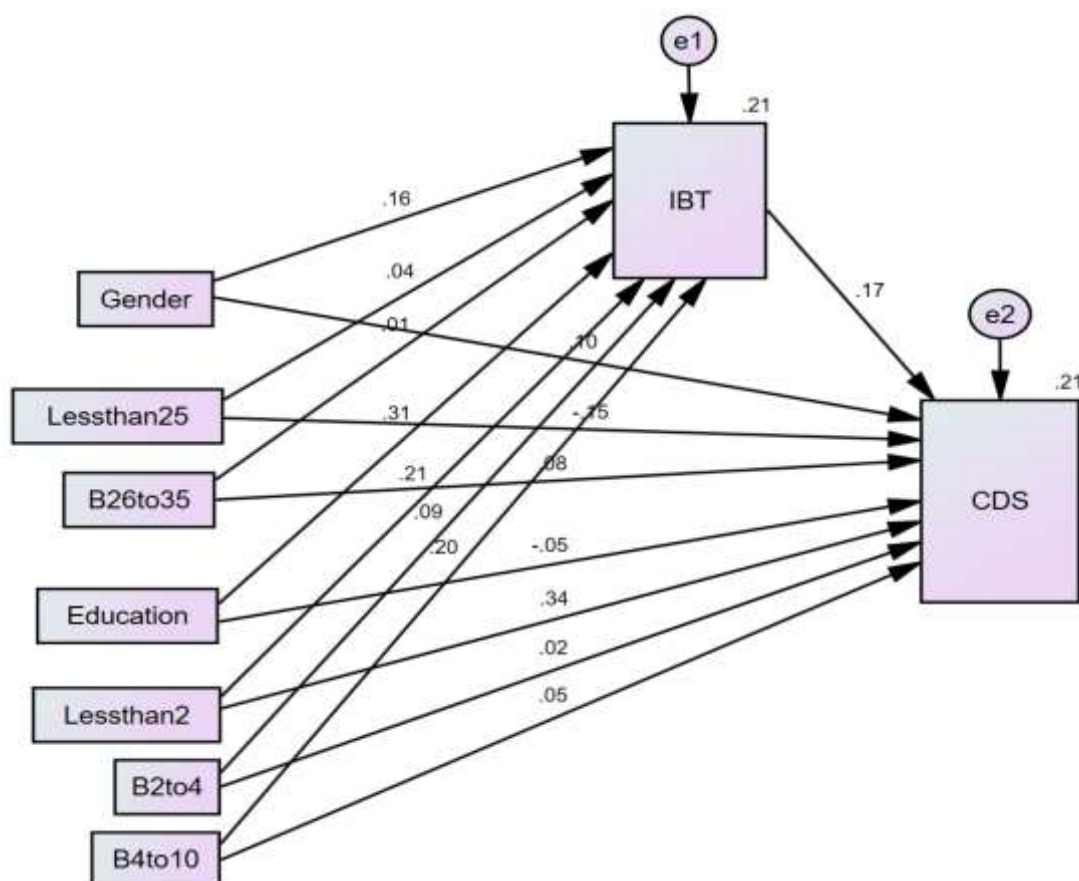 e1
.21
IBT
.16
.04
Gender
.17
e2
.01
.10
.21
Lessthan25
.31
-.15
.08
B26to35
.21
CDS
.09
.20
-.05
Education
.34
.02
Lessthan2
.05
B2to4
B4to10